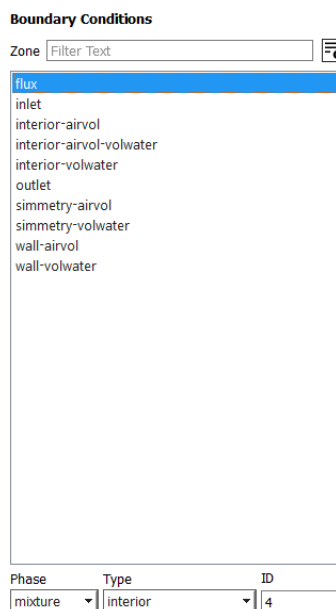 Boundary Conditions
Zone Filter Text
flux
inlet
interior-airvol
interior-airvol-volwater
interior-volwater
outlet
simmetry-airvol
simmetry-volwater
wall-airvol
wall-volwater
Phase Type ID
mixture interior 4